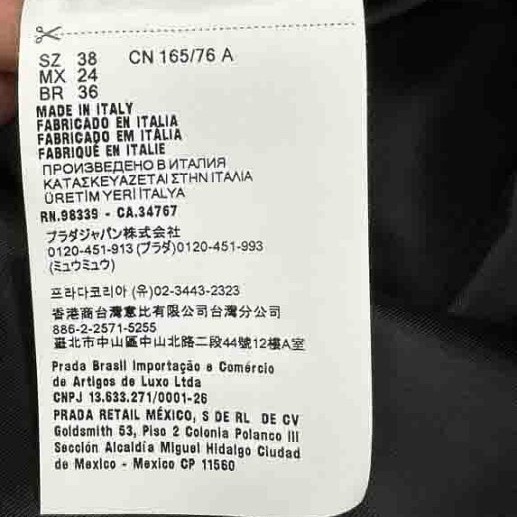 SZ 38 CN 165/76 A
MX 24
BR 36
MADE IN ITALY
FABRICADO EN ITALIA
FABRICADO EM ITÁLIA
FABRIQUÉ EN ITALIE
ПРОИЗВЕДЕНО В ИТАЛИЯ
ΚΑΤΑΣΚΕΥΑΖΕΤΑΙ ΣΤΗΝ ΙΤΑΛΙΑ
ÜRETİM YERİ İTALYA
RN.98339 - CA.34767
プラダジャパン株式会社
0120-451-913 (プラダ)0120-451-993
(ミュウミュウ)
프라다코리아 (유)02-3443-2323
香港商台灣意比有限公司台灣分公司
886-2-2571-5255
臺北市中山區中山北路二段44號12樓A室
Prada Brasil Importação e Comércio
de Artigos de Luxo Ltda
CNPJ 13.633.271/0001-26
PRADA RETAIL MÉXICO, S DE RL DE CV
Goldsmith 53, Piso 2 Colonia Polanco III
Sección Alcaldía Miguel Hidalgo Ciudad
de Mexico - Mexico CP 11560